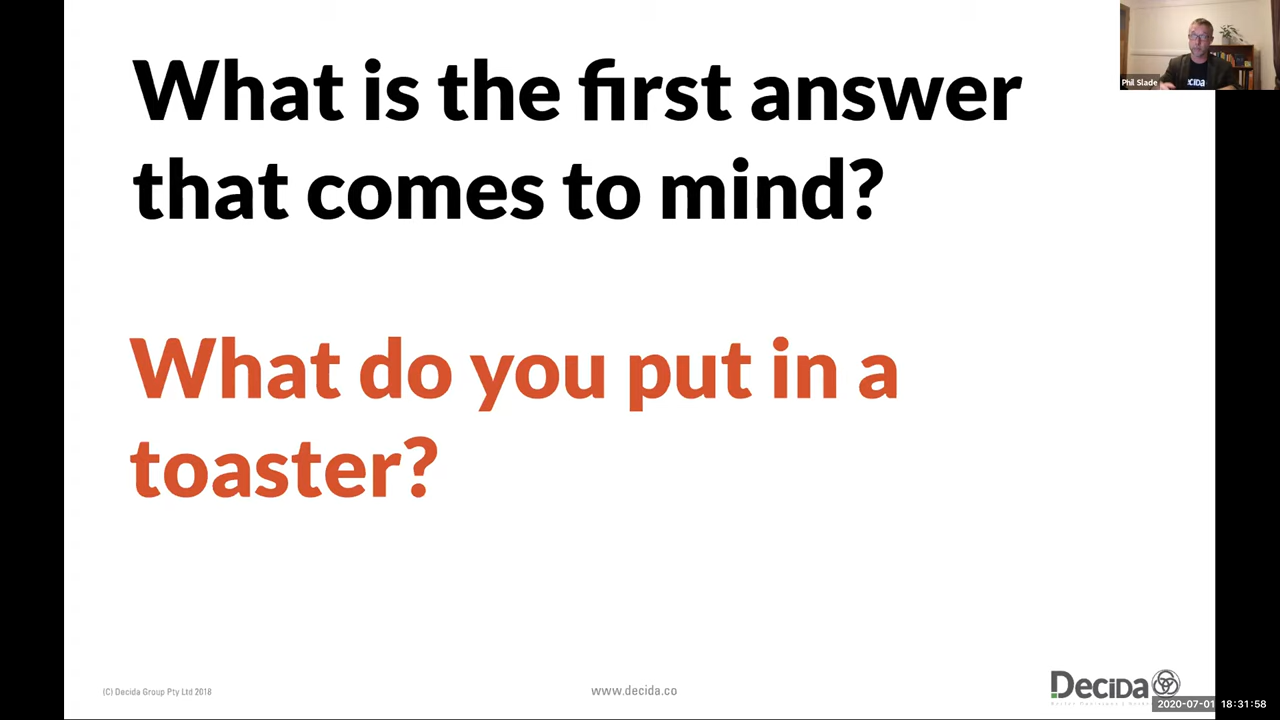 What is the first answer
that comes to mind?
Phil Slade
What do you put in a
toaster?
(C) Decida Group Pty Ltd 2018
www.decida.co
Decida
2020-07-01 18:31:58